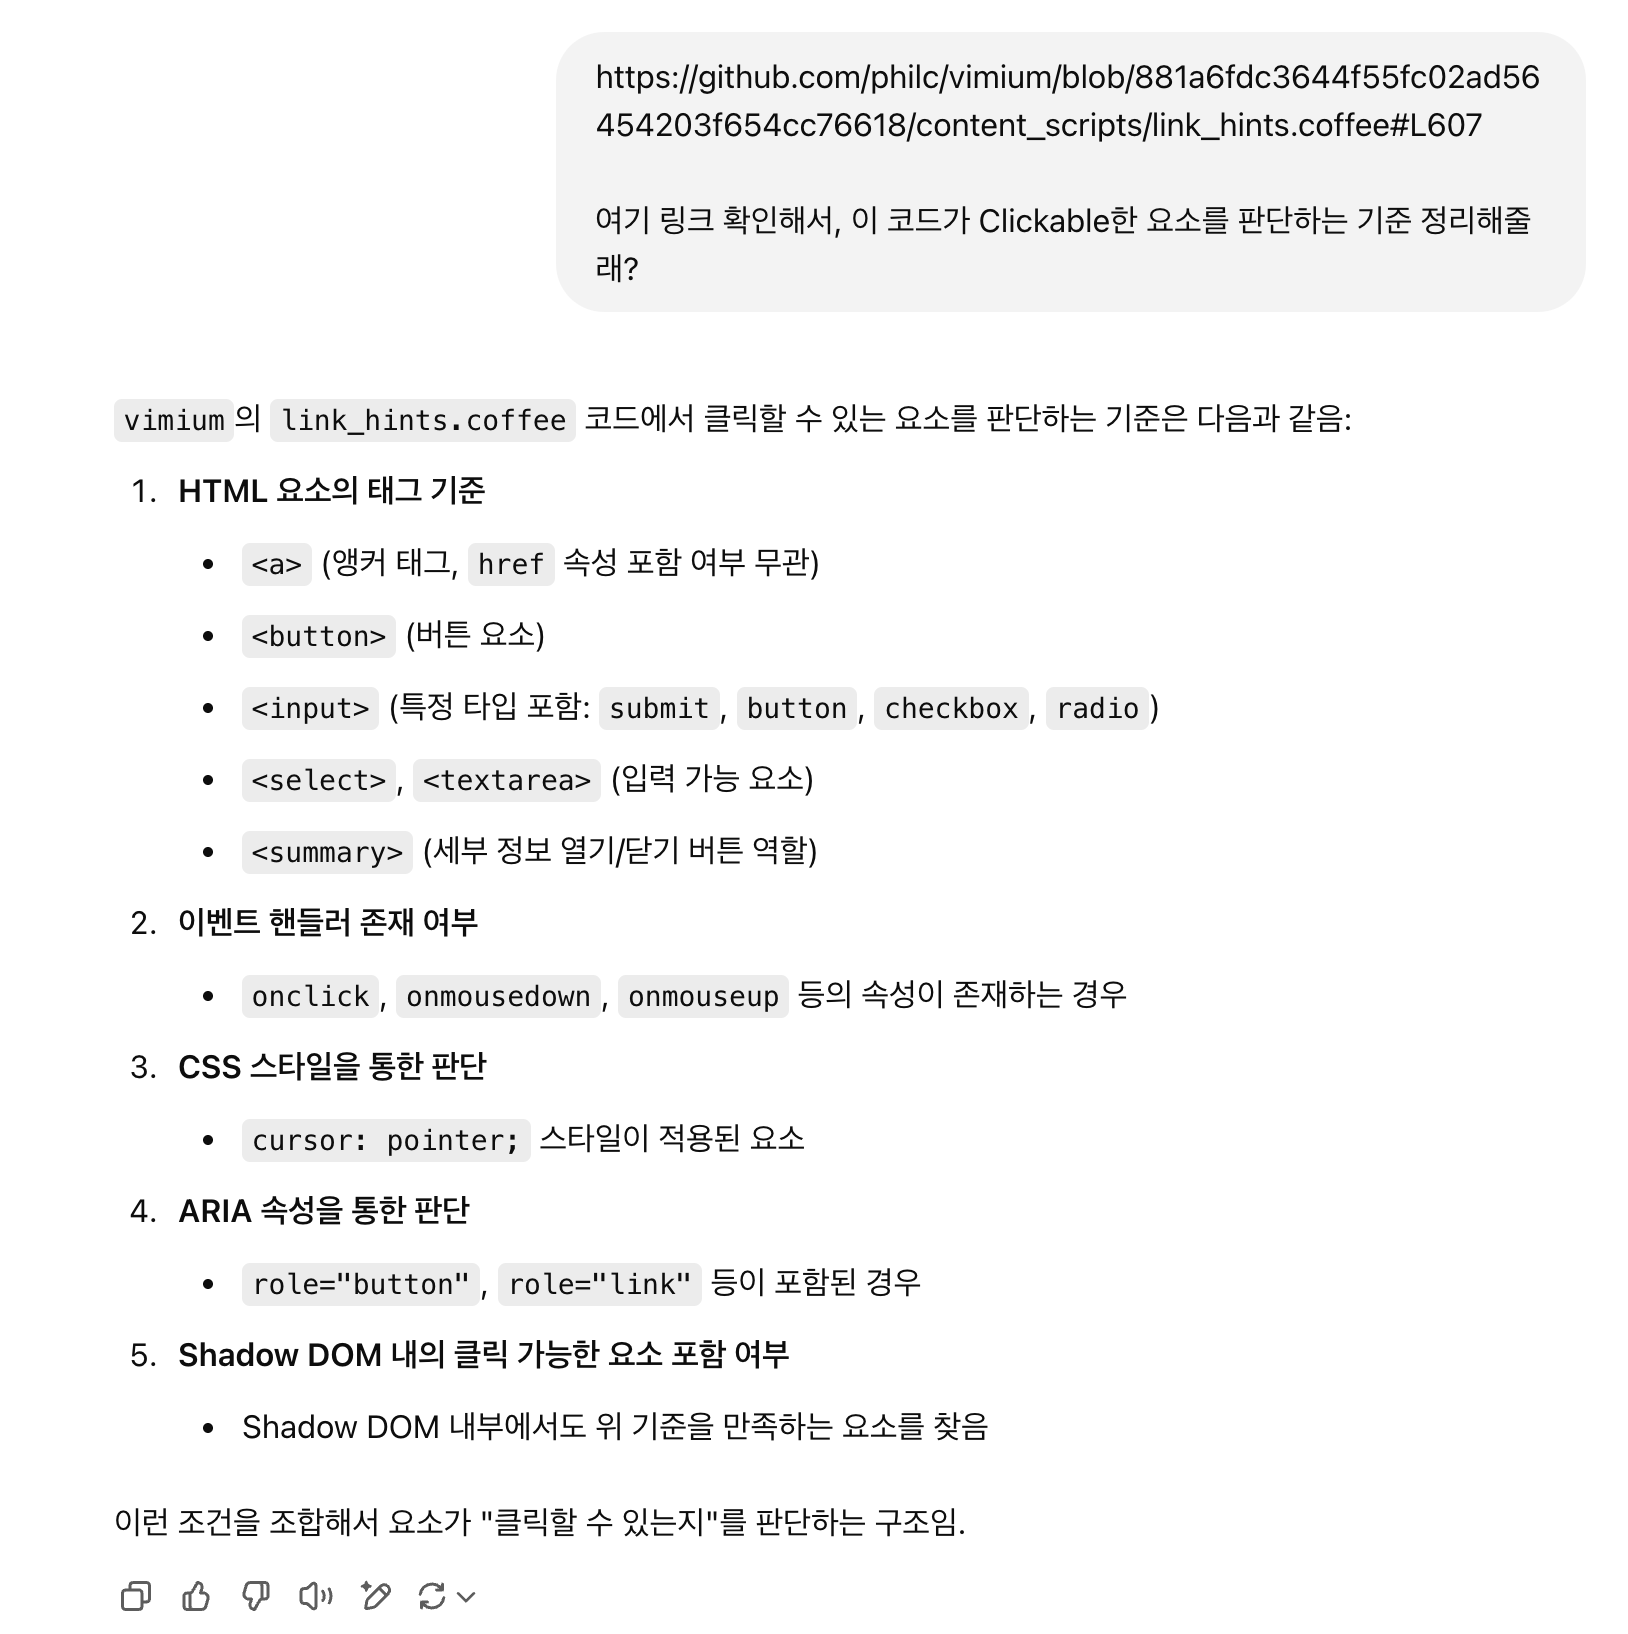 https://github.com/philc/vimium/blob/881a6fdc3644f55fc02ad56
454203f654cc76618/content_scripts/link_hints.coffee#L607
여기 링크 확인해서, 이 코드가 Clickable한 요소를 판단하는 기준 정리해줄
래?
vimium의 link_hints.coffee 코드에서 클릭할 수 있는 요소를 판단하는 기준은 다음과 같음:
1. HTML 요소의 태그 기준
• <a> (앵커 태그, href 속성 포함 여부 무관)
• <button> (버튼 요소)
• <input> (특정 타입 포함: submit, button, checkbox, radio)
• <select>, <textarea> (입력 가능 요소)
• <summary> (세부 정보 열기/닫기 버튼 역할)
2. 이벤트 핸들러 존재 여부
• onclick, onmousedown, onmouseup 등의 속성이 존재하는 경우
3. CSS 스타일을 통한 판단
• cursor: pointer; 스타일이 적용된 요소
4. ARIA 속성을 통한 판단
• role="button", role="link" 등이 포함된 경우
5. Shadow DOM 내의 클릭 가능한 요소 포함 여부
• Shadow DOM 내부에서도 위 기준을 만족하는 요소를 찾음
이런 조건을 조합해서 요소가 "클릭할 수 있는지"를 판단하는 구조임.